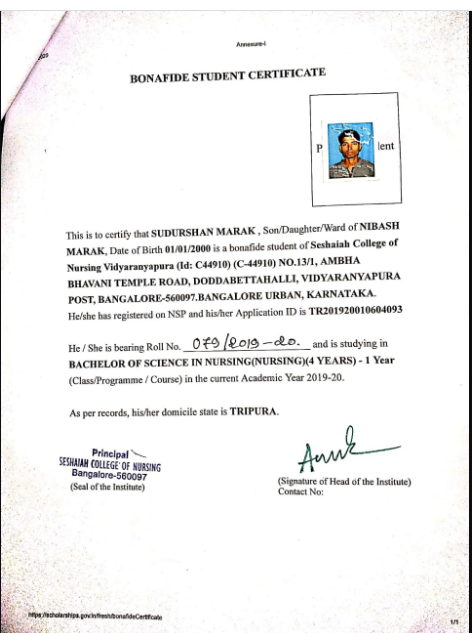 Annexure-I
BONAFIDE STUDENT CERTIFICATE
P lent
This is to certify that SUDURSHAN MARAK , Son/Daughter/Ward of NIBASH
MARAK, Date of Birth 01/01/2000 is a bonafide student of Seshaiah College of
Nursing Vidyaranyapura (Id: C44910) (C-44910) NO.13/1, AMBHA
BHAVANI TEMPLE ROAD, DODDABETTAHALLI, VIDYARANYAPURA
POST, BANGALORE-560097.BANGALORE URBAN, KARNATAKA.
He/she has registered on NSP and his/her Application ID is TR201920010604093
He / She is bearing Roll No. 079/2019-20. and is studying in
BACHELOR OF SCIENCE IN NURSING(NURSING)(4 YEARS) - 1 Year
(Class/Programme / Course) in the current Academic Year 2019-20.
As per records, his/her domicile state is TRIPURA.
Principal
SESHAIAH COLLEGE OF NURSING
Bangalore-560097
(Seal of the Institute)
(Signature of Head of the Institute)
Contact No:
https://scholarships.gov.in/fresh/bonafideCertificate
1/1